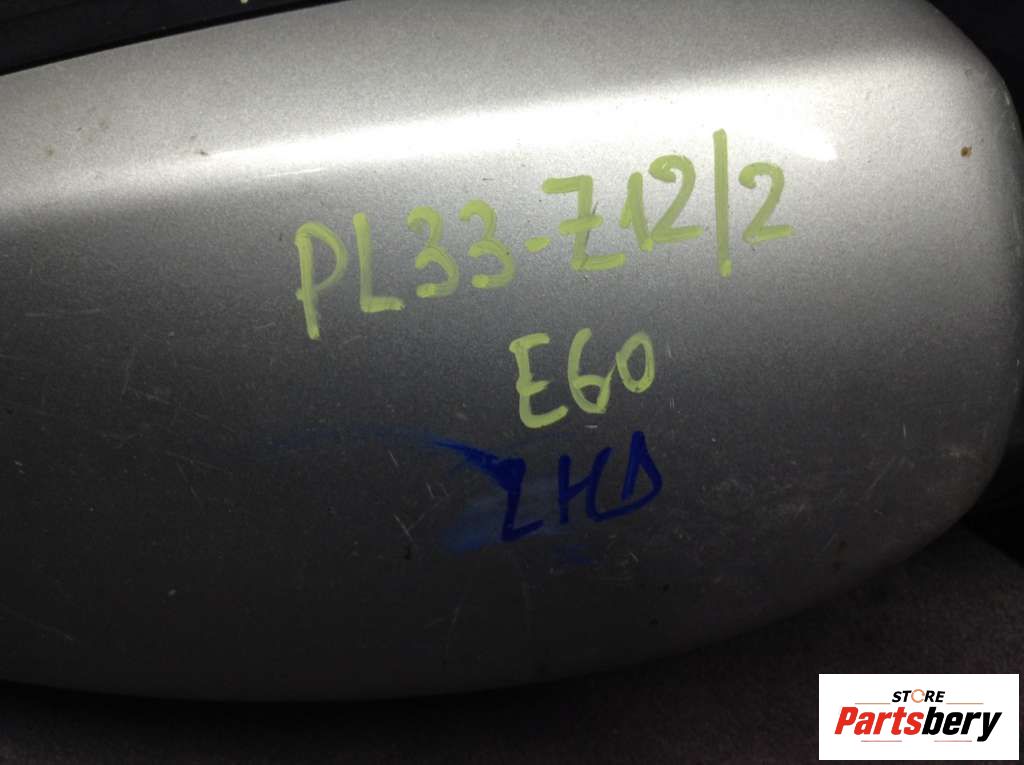 PL33-Z12/2
E60
LHD
STORE
Partsbery